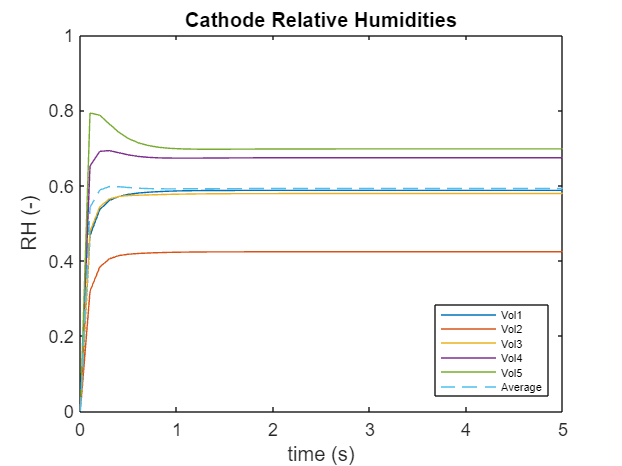 Cathode Relative Humidities
1
0.8
0.6
0.4
0.2
0
RH (-)
0 1 2 3 4 5
time (s)
Vol1
Vol2
Vol3
Vol4
Vol5
Average